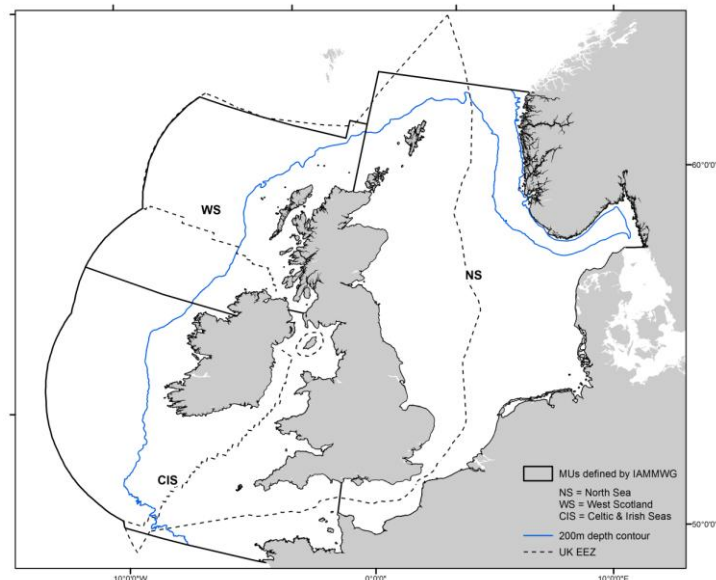 WS
60°0'0"
NS
CIS
MUs defined by IAMMWG
NS = North Sea
WS = West Scotland
CIS = Celtic & Irish Seas
200m depth contour
UK EEZ
50°0'0"
10°0'0"W
0°0'0"
10°0'0"E